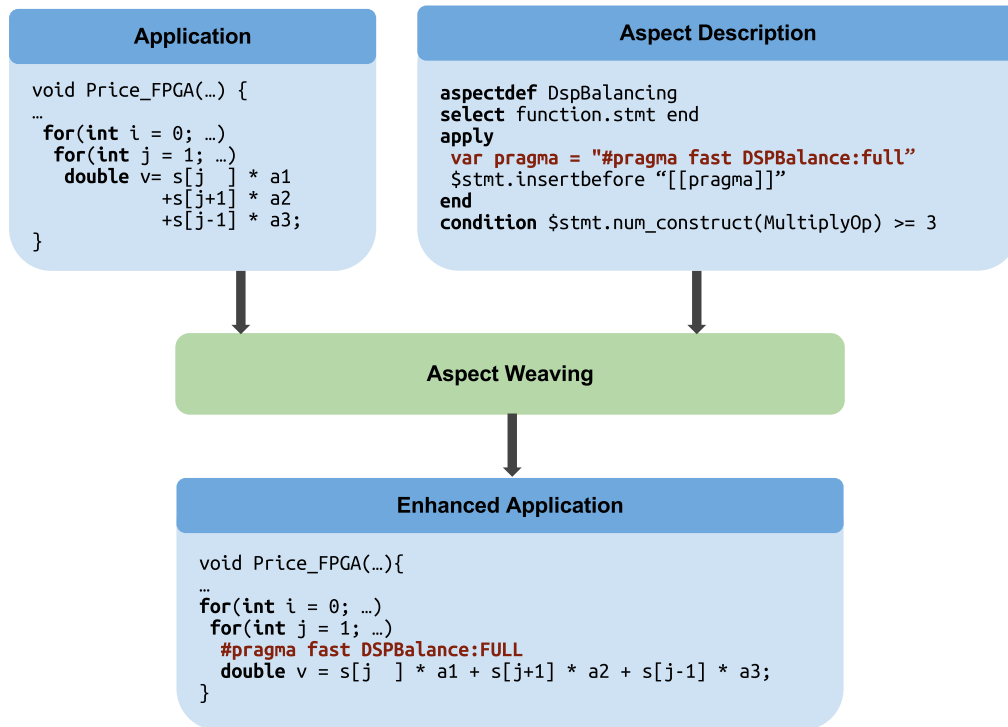 Application
void Price_FPGA(…) {
…
for(int i = 0; …)
for(int j = 1; …)
double v= s[j  ] * a1
+s[j+1] * a2
+s[j-1] * a3;
}
Aspect Description
aspectdef DspBalancing
select function.stmt end
apply
var pragma = "#pragma fast DSPBalance:full”
$stmt.insertbefore “[[pragma]]”
end
condition $stmt.num_construct(MultiplyOp) >= 3
Aspect Weaving
Enhanced Application
void Price_FPGA(…){
…
for(int i = 0; …)
for(int j = 1; …)
#pragma fast DSPBalance:FULL
double v = s[j  ] * a1 + s[j+1] * a2 + s[j-1] * a3;
}